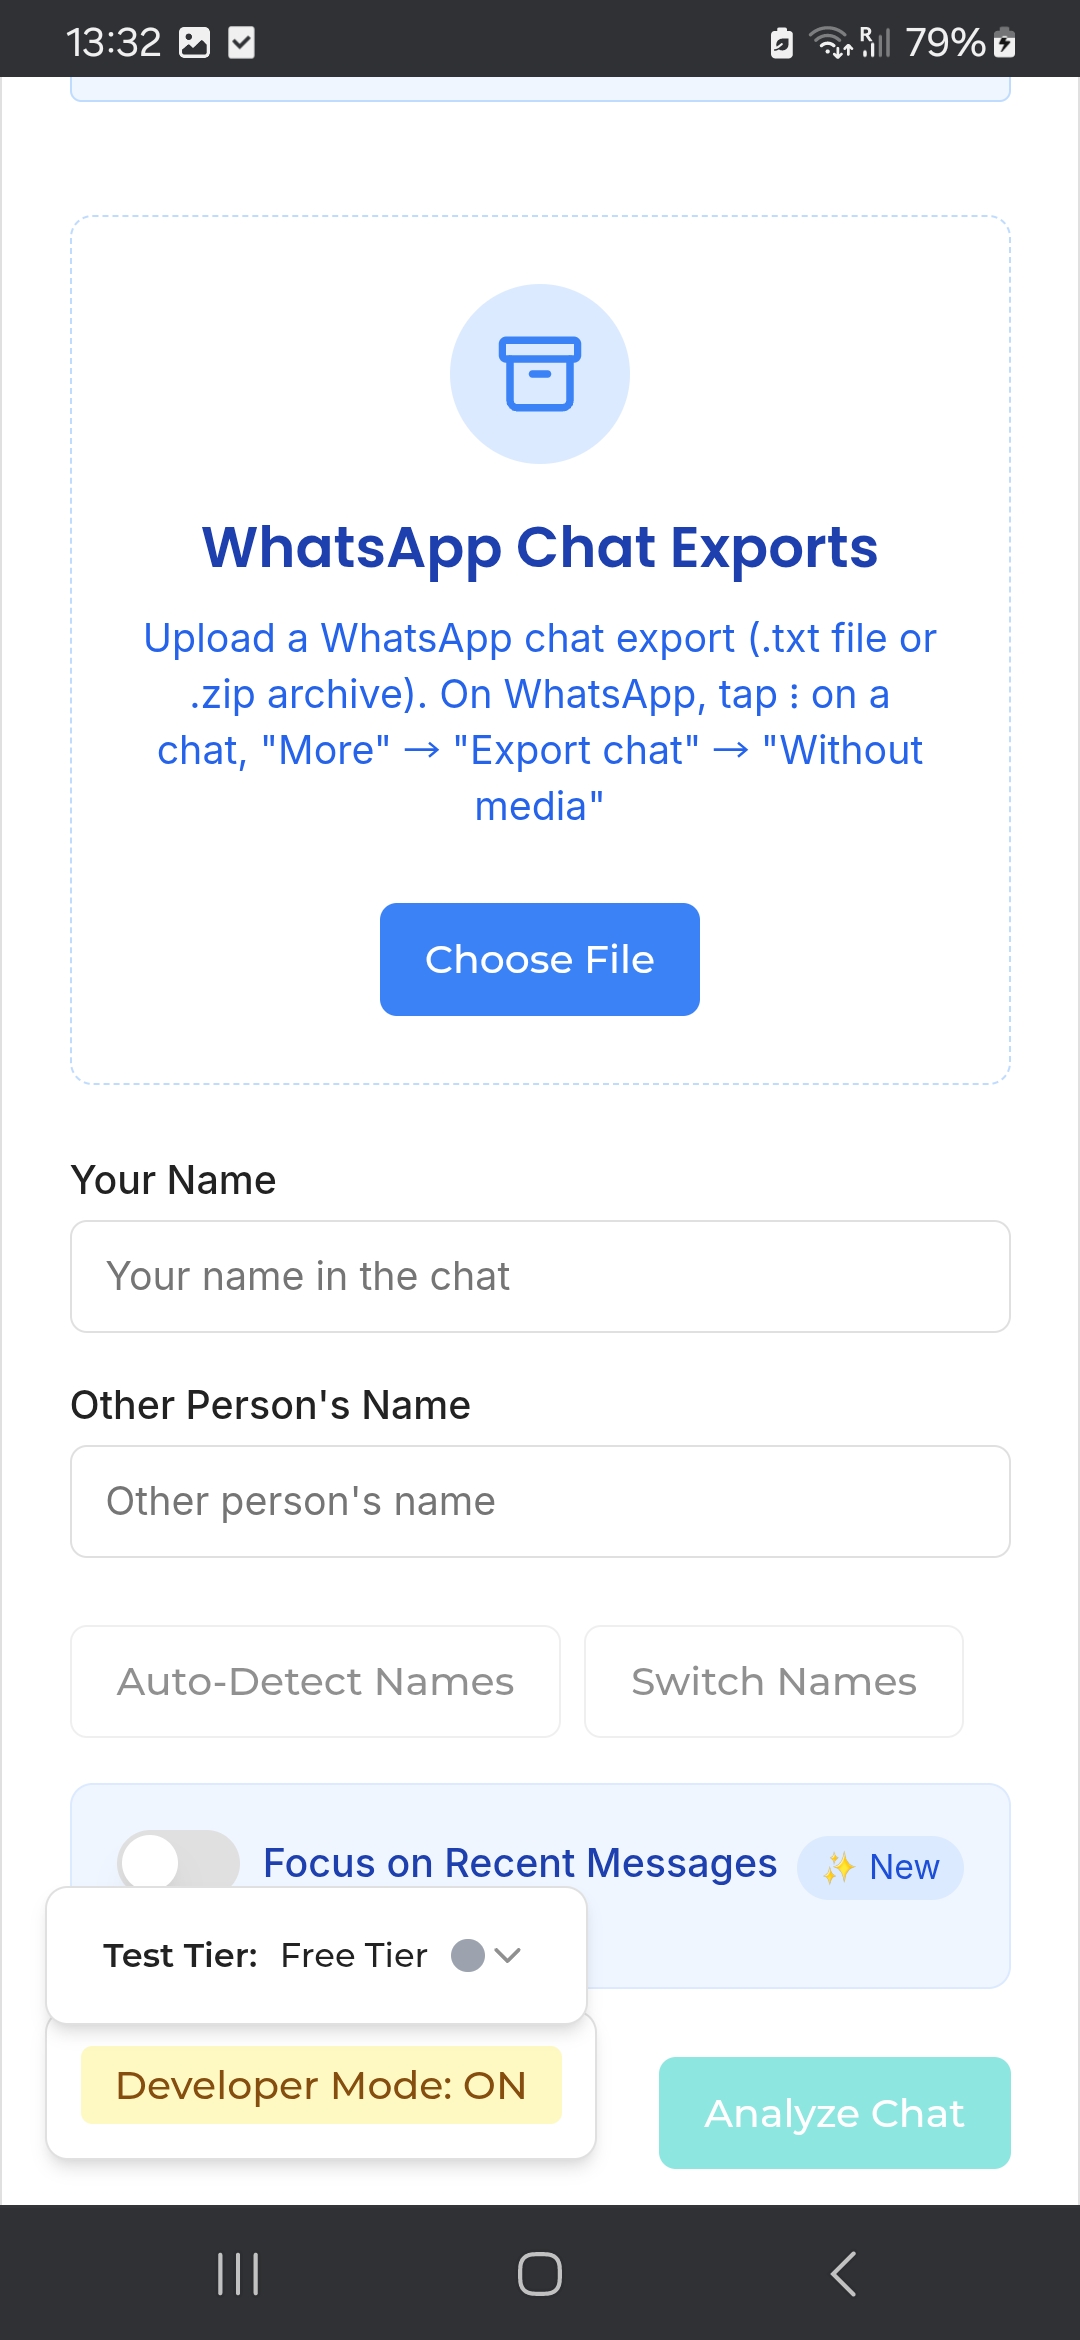 13:32
R 79%
WhatsApp Chat Exports
Upload a WhatsApp chat export (.txt file or
.zip archive). On WhatsApp, tap ⋮ on a
chat, "More" → "Export chat" → "Without
media"
Choose File
Your Name
Your name in the chat
Other Person's Name
Other person's name
Auto-Detect Names Switch Names
Focus on Recent Messages ✨ New
Test Tier: Free Tier
Developer Mode: ON
Analyze Chat